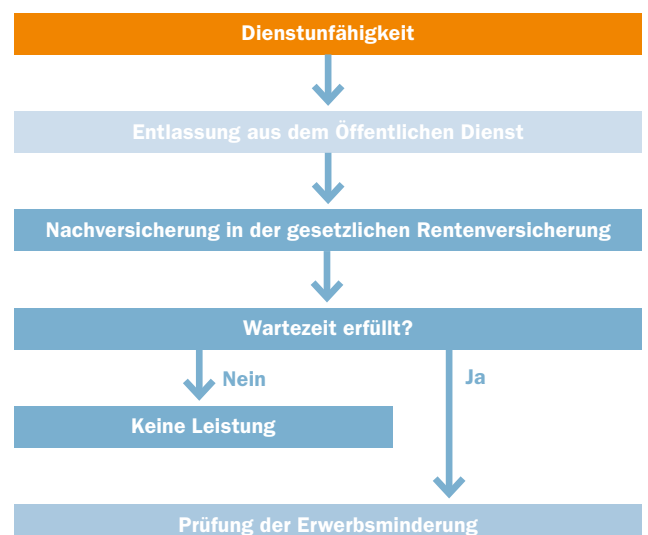 Dienstunfähigkeit
Entlassung aus dem Öffentlichen Dienst
Nachversicherung in der gesetzlichen Rentenversicherung
Wartezeit erfüllt?
Nein
Ja
Keine Leistung
Prüfung der Erwerbsminderung